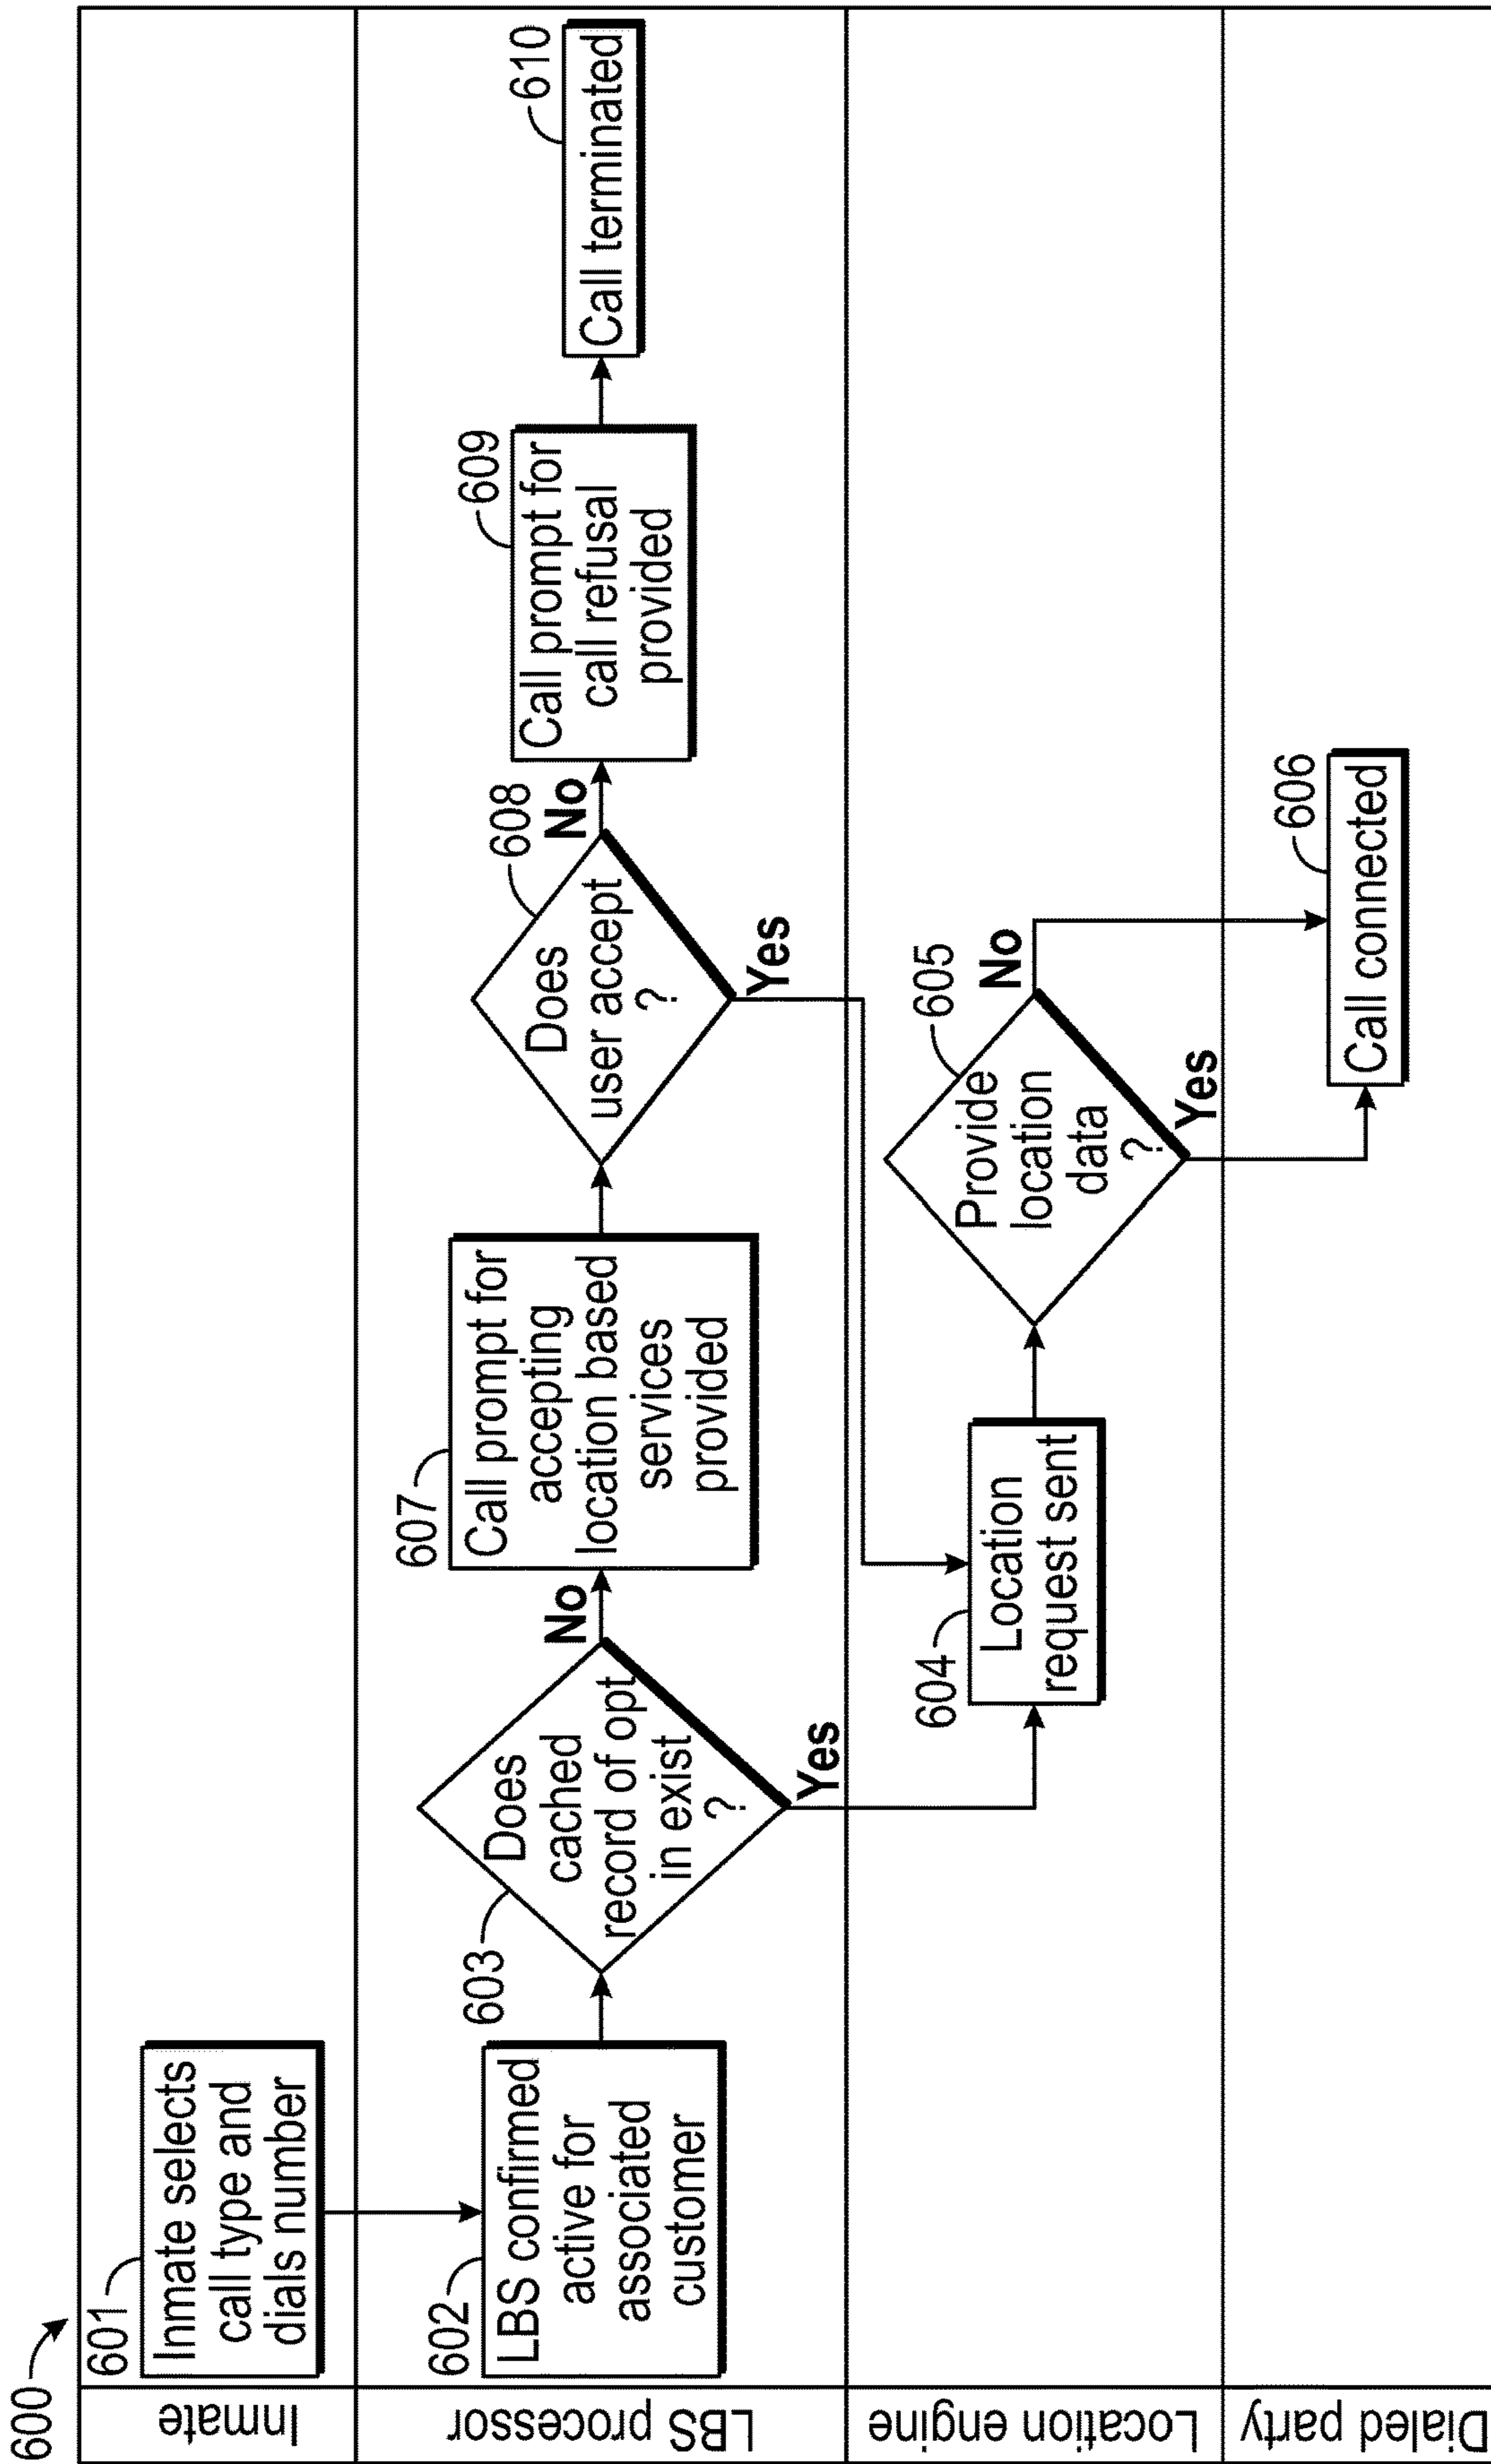 600
Inmate
601
Inmate selects
call type and
dials number
LBS processor
602
LBS confirmed
active for
associated
customer
603
Does
cached
record of opt
in exist
?
No
Yes
607
Call prompt for
accepting
location based
services
provided
608
Does
user accept
?
No
Yes
609
Call prompt for
call refusal
provided
610
Call terminated
Location engine
604
Location
request sent
605
Provide
location
data
?
No
Yes
Dialed party
606
Call connected